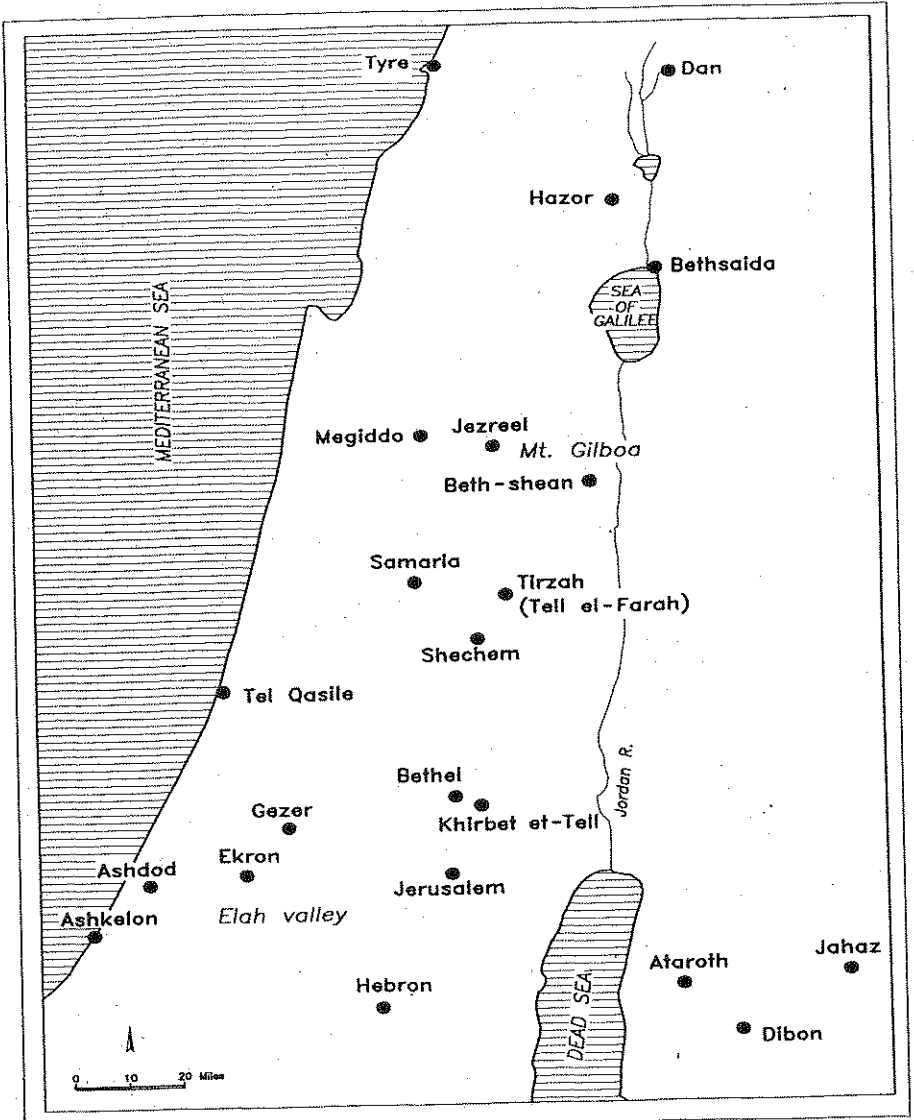 Tyre
Dan
Hazor
Bethsaida
SEA
OF
GALILEE
MEDITERRANEAN SEA
Megiddo
Jezreel
Mt. Gilboa
Beth-shean
Samaria
Tirzah
(Tell el-Farah)
Shechem
Tel Qasile
Jordan R.
Bethel
Khirbet et-Tell
Gezer
Ekron
Ashdod
Jerusalem
Elah valley
Ashkelon
Hebron
DEAD SEA
Ataroth
Jahaz
Dibon
0 10 20 Miles